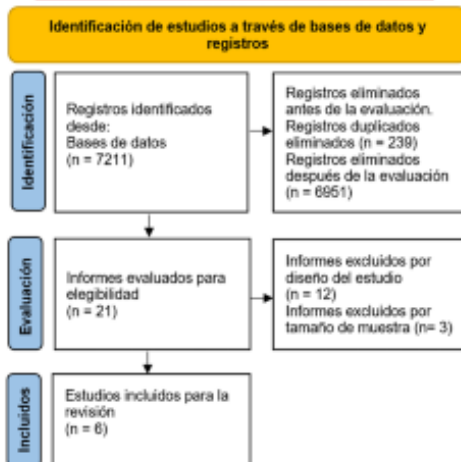 Identificación de estudios a través de bases de datos y
registros
Identificación
Registros identificados
desde:
Bases de datos
(n = 7211)
Registros eliminados
antes de la evaluación.
Registros duplicados
eliminados (n = 239)
Registros eliminados
después de la evaluación
(n = 6951)
Evaluación
Informes evaluados para
elegibilidad
(n = 21)
Informes excluidos por
diseño del estudio
(n = 12)
Informes excluidos por
tamaño de muestra (n= 3)
Incluidos
Estudios incluidos para la
revisión
(n = 6)